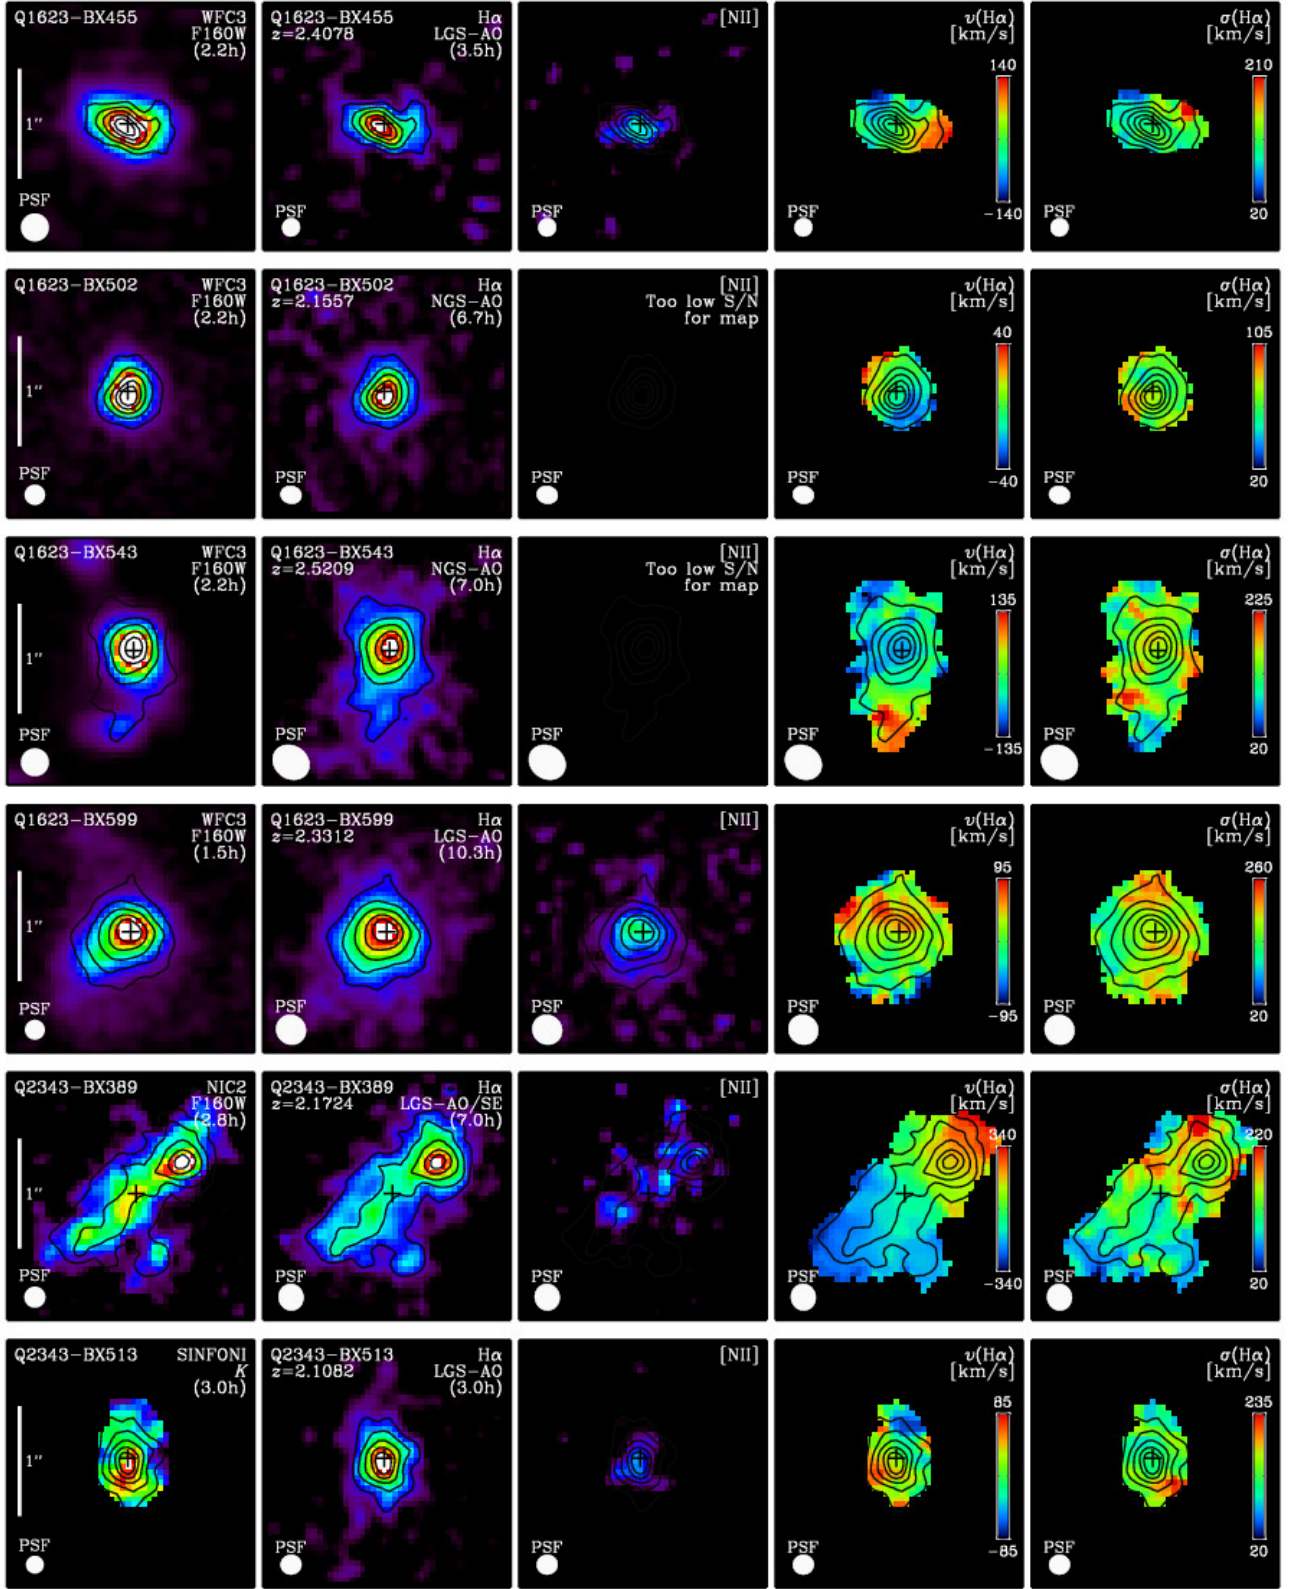 Q1623-BX455 WFC3
F160W
(2.2h)
1″
PSF
Q1623-BX455 Hα
z=2.4078 LGS-AO
(3.5h)
PSF
[NII]
PSF
v(Hα)
[km/s]
140
-140
PSF
σ(Hα)
[km/s]
210
20
PSF
Q1623-BX502 WFC3
F160W
(2.2h)
1″
PSF
Q1623-BX502 Hα
z=2.1557 NGS-AO
(6.7h)
PSF
[NII]
Too low S/N
for map
PSF
v(Hα)
[km/s]
40
-40
PSF
σ(Hα)
[km/s]
105
20
PSF
Q1623-BX543 WFC3
F160W
(2.2h)
1″
PSF
Q1623-BX543 Hα
z=2.5209 NGS-AO
(7.0h)
PSF
[NII]
Too low S/N
for map
PSF
v(Hα)
[km/s]
135
-135
PSF
σ(Hα)
[km/s]
225
20
PSF
Q1623-BX599 WFC3
F160W
(1.5h)
1″
PSF
Q1623-BX599 Hα
z=2.3312 LGS-AO
(10.3h)
PSF
[NII]
PSF
v(Hα)
[km/s]
95
-95
PSF
σ(Hα)
[km/s]
260
20
PSF
Q2343-BX389 NIC2
F160W
(2.8h)
1″
PSF
Q2343-BX389 Hα
z=2.1724 LGS-AO/SE
(7.0h)
PSF
[NII]
PSF
v(Hα)
[km/s]
340
-340
PSF
σ(Hα)
[km/s]
220
20
PSF
Q2343-BX513 SINFONI
K
(3.0h)
1″
PSF
Q2343-BX513 Hα
z=2.1082 LGS-AO
(3.0h)
PSF
[NII]
PSF
v(Hα)
[km/s]
85
-85
PSF
σ(Hα)
[km/s]
235
20
PSF